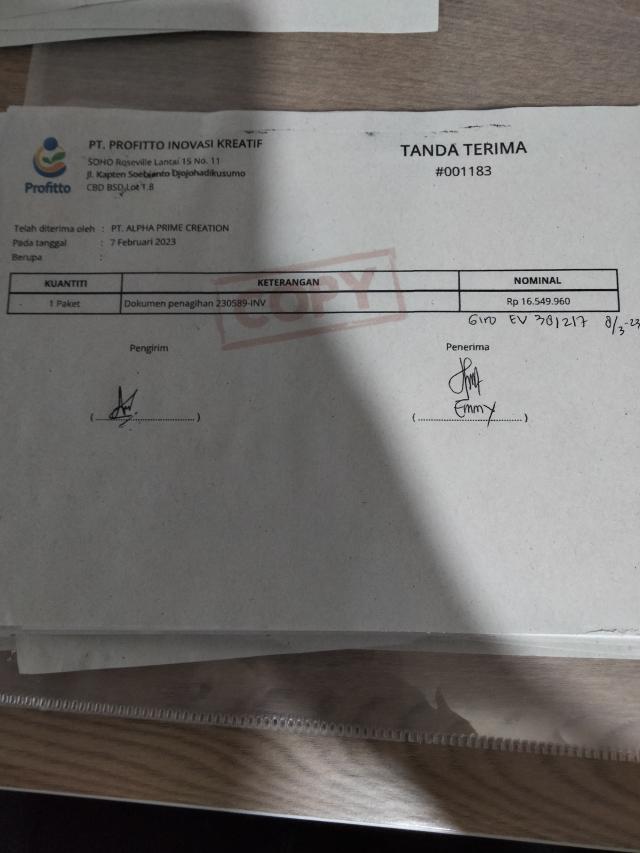 PT. PROFITTO INOVASI KREATIF
SOHO Roseville Lantai 15 No. 11
Jl. Kapten Soebianto Djojohadikusumo
CBD BSD Lot 1.8
Profitto
TANDA TERIMA
#001183
Telah diterima oleh : PT. ALPHA PRIME CREATION
Pada tanggal : 7 Februari 2023
Berupa :
KUANTITI KETERANGAN NOMINAL
1 Paket Dokumen penagihan 230589-INV Rp 16.549.960
COPY
Giro EV 381217 8/3-23
Pengirim Penerima
Emmy
(....................) (....................)